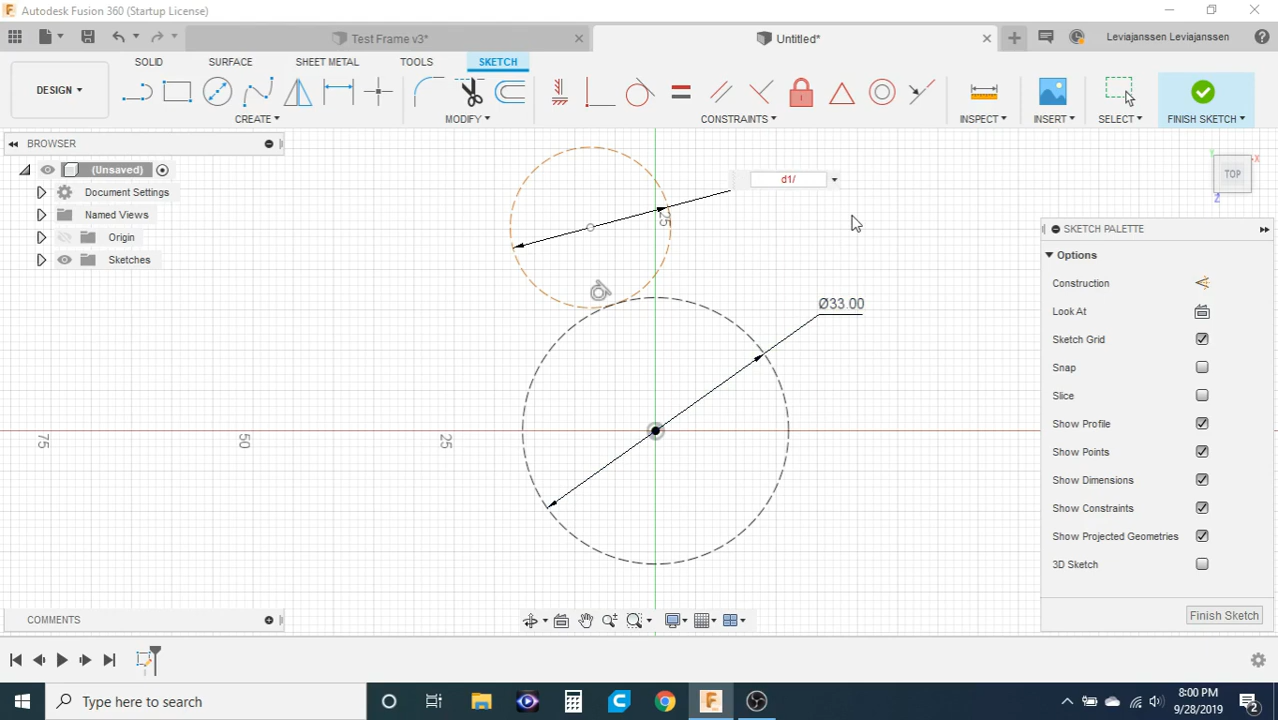 Autodesk Fusion 360 (Startup License)
Test Frame v3*
Untitled*
Leviajanssen Leviajanssen
DESIGN
SOLID
SURFACE
SHEET METAL
TOOLS
SKETCH
CREATE
MODIFY
CONSTRAINTS
INSPECT
INSERT
SELECT
FINISH SKETCH
BROWSER
(Unsaved)
Document Settings
Named Views
Origin
Sketches
d1/
25
Ø33.00
75
50
25
Y
X
TOP
Z
SKETCH PALETTE
Options
Construction
Look At
Sketch Grid
Snap
Slice
Show Profile
Show Points
Show Dimensions
Show Constraints
Show Projected Geometries
3D Sketch
Finish Sketch
COMMENTS
Type here to search
8:00 PM
9/28/2019
2